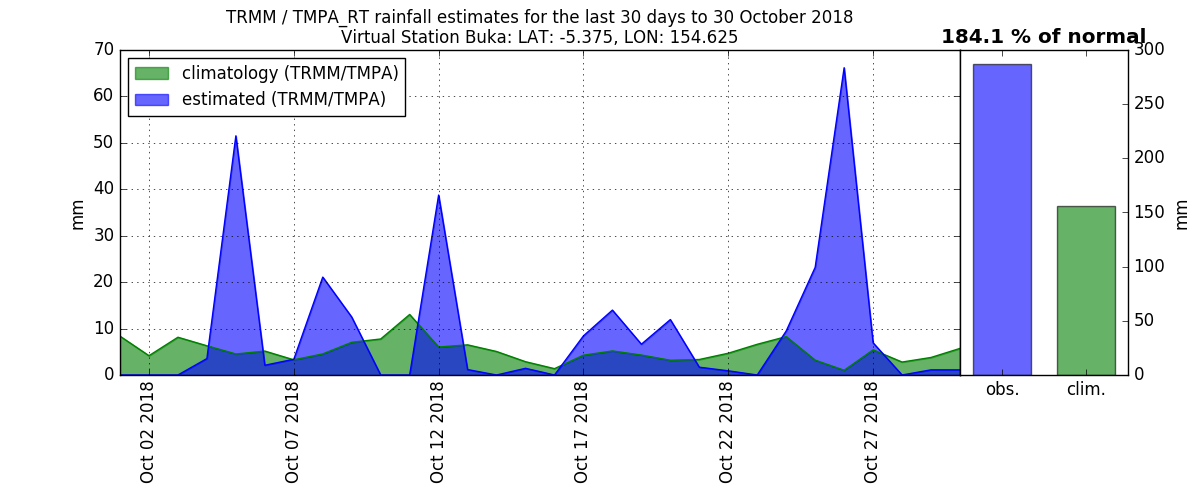 TRMM / TMPA_RT rainfall estimates for the last 30 days to 30 October 2018
Virtual Station Buka: LAT: -5.375, LON: 154.625
184.1 % of normal
climatology (TRMM/TMPA)
estimated (TRMM/TMPA)
70
60
50
40
30
20
10
0
mm
Oct 02 2018
Oct 07 2018
Oct 12 2018
Oct 17 2018
Oct 22 2018
Oct 27 2018
300
250
200
150
100
50
0
mm
obs.
clim.